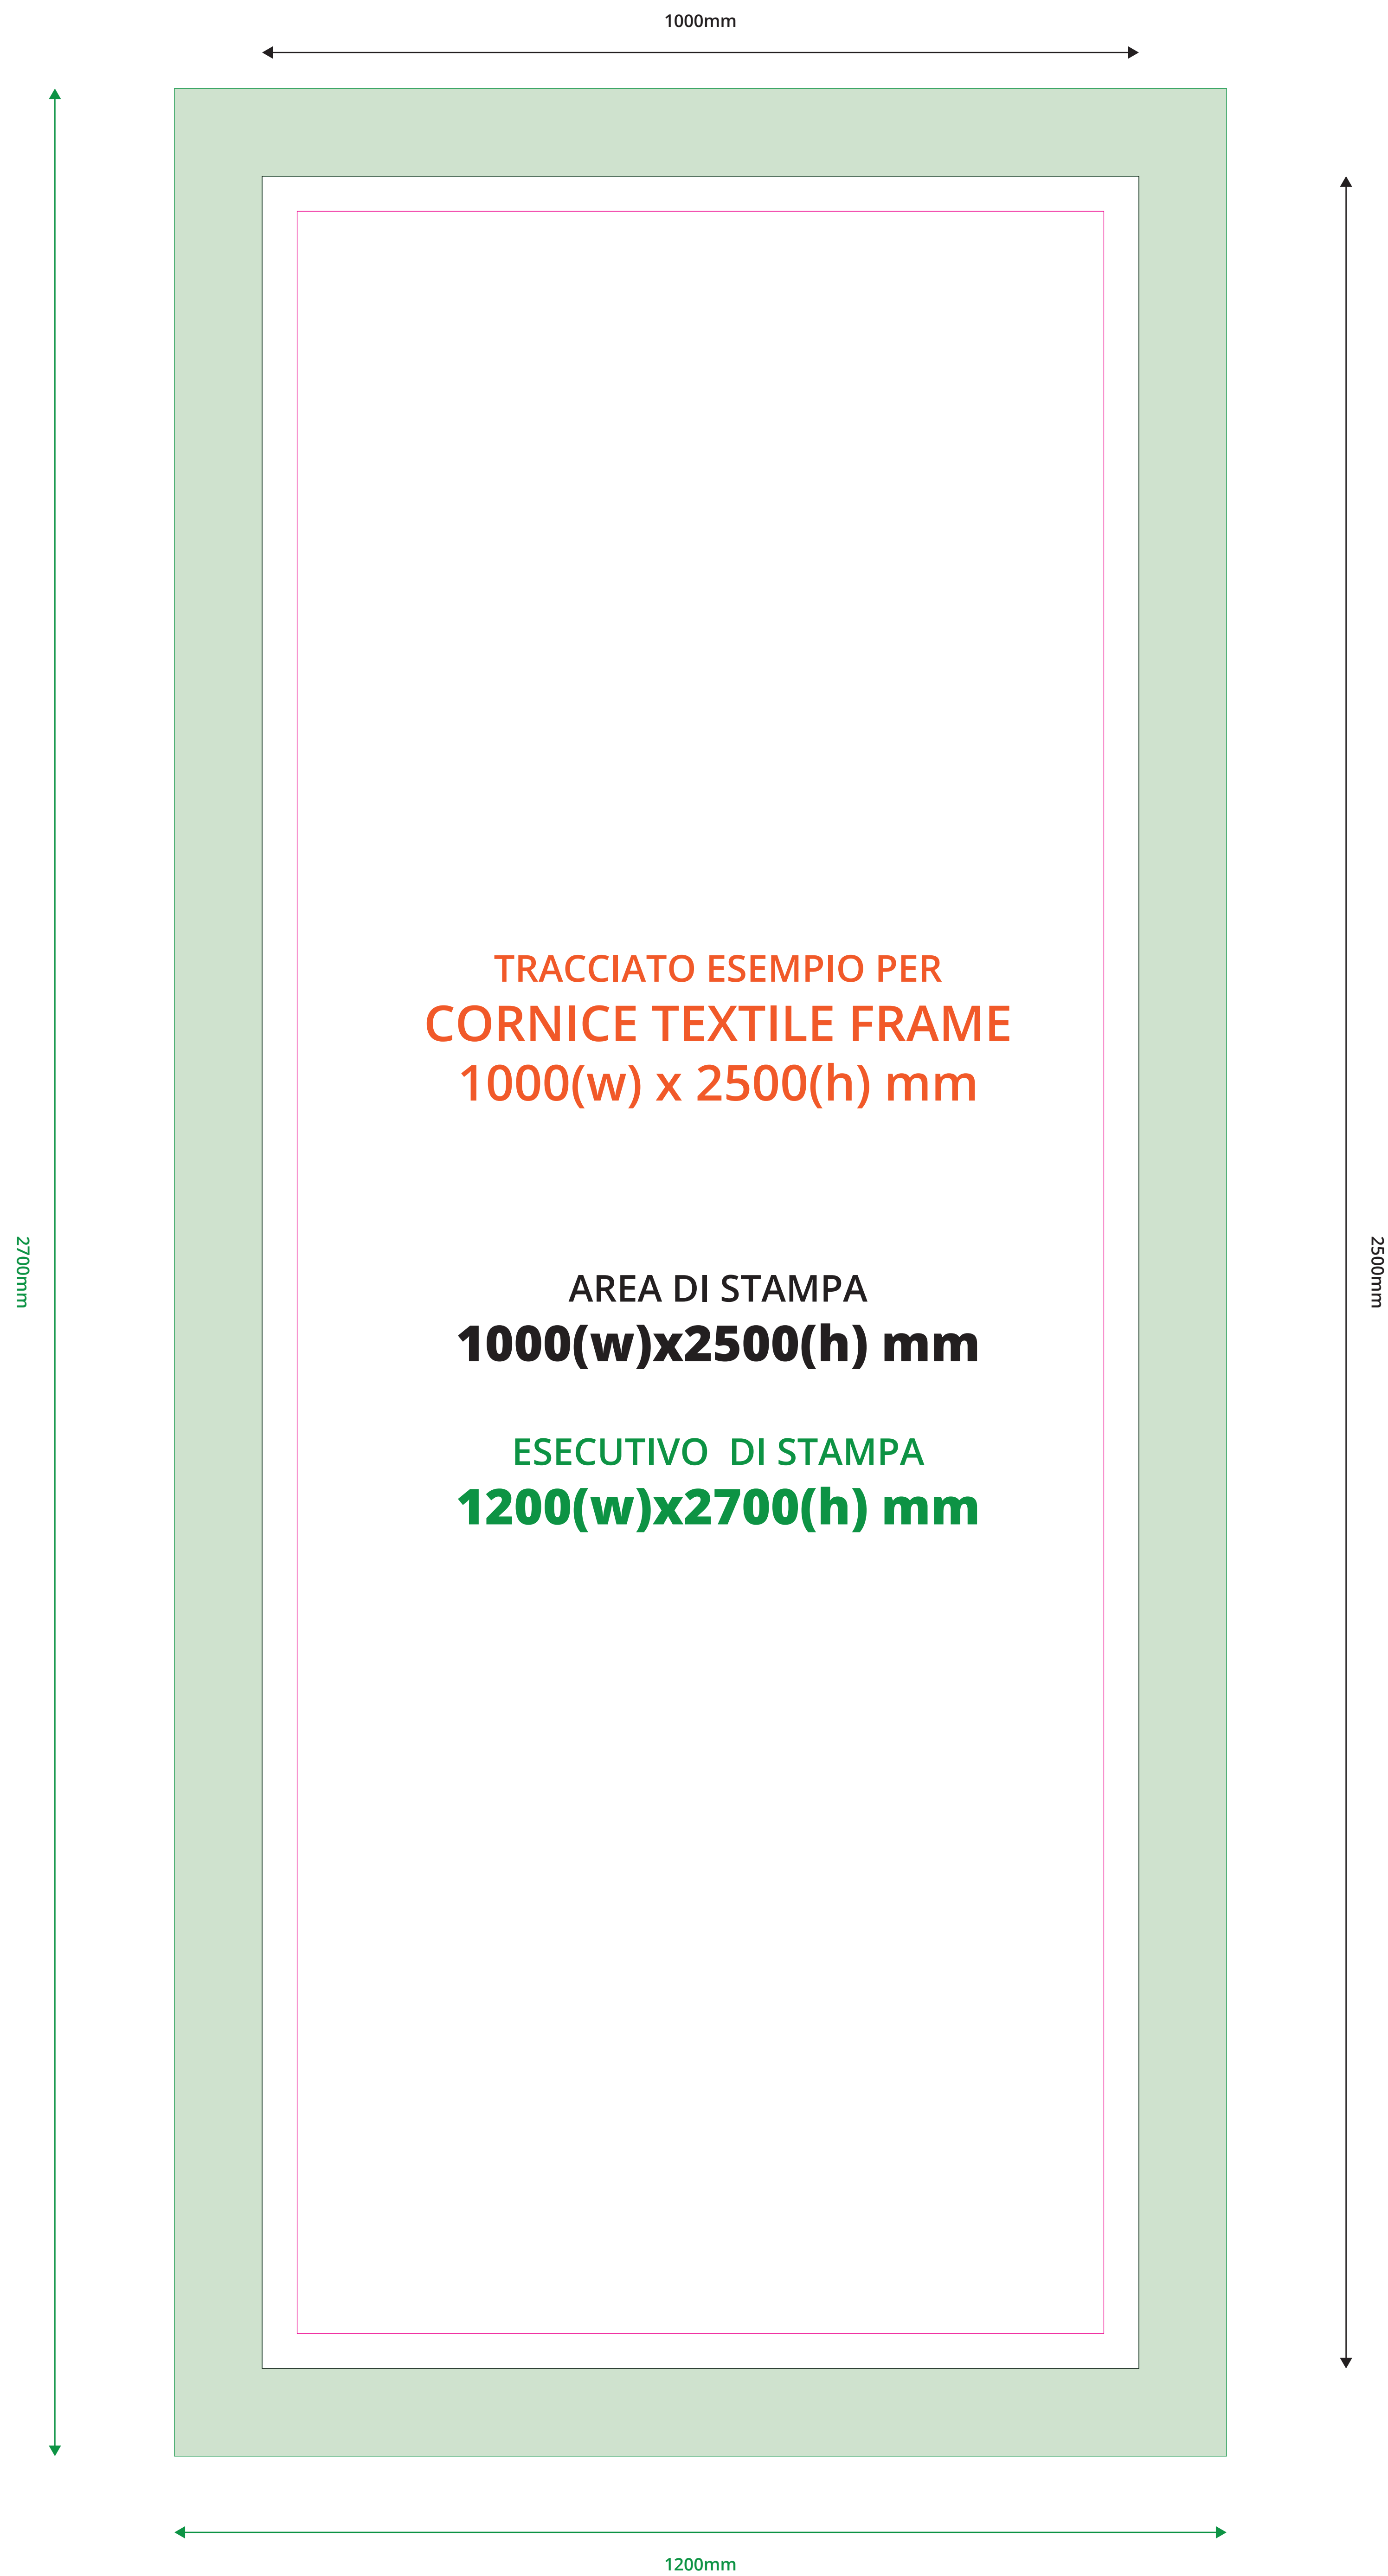 1000mm
TRACCIATO ESEMPIO PER
CORNICE TEXTILE FRAME
1000(w) x 2500(h) mm
2700mm
2500mm
AREA DI STAMPA
1000(w)x2500(h) mm
ESECUTIVO  DI STAMPA
1200(w)x2700(h) mm
1200mm